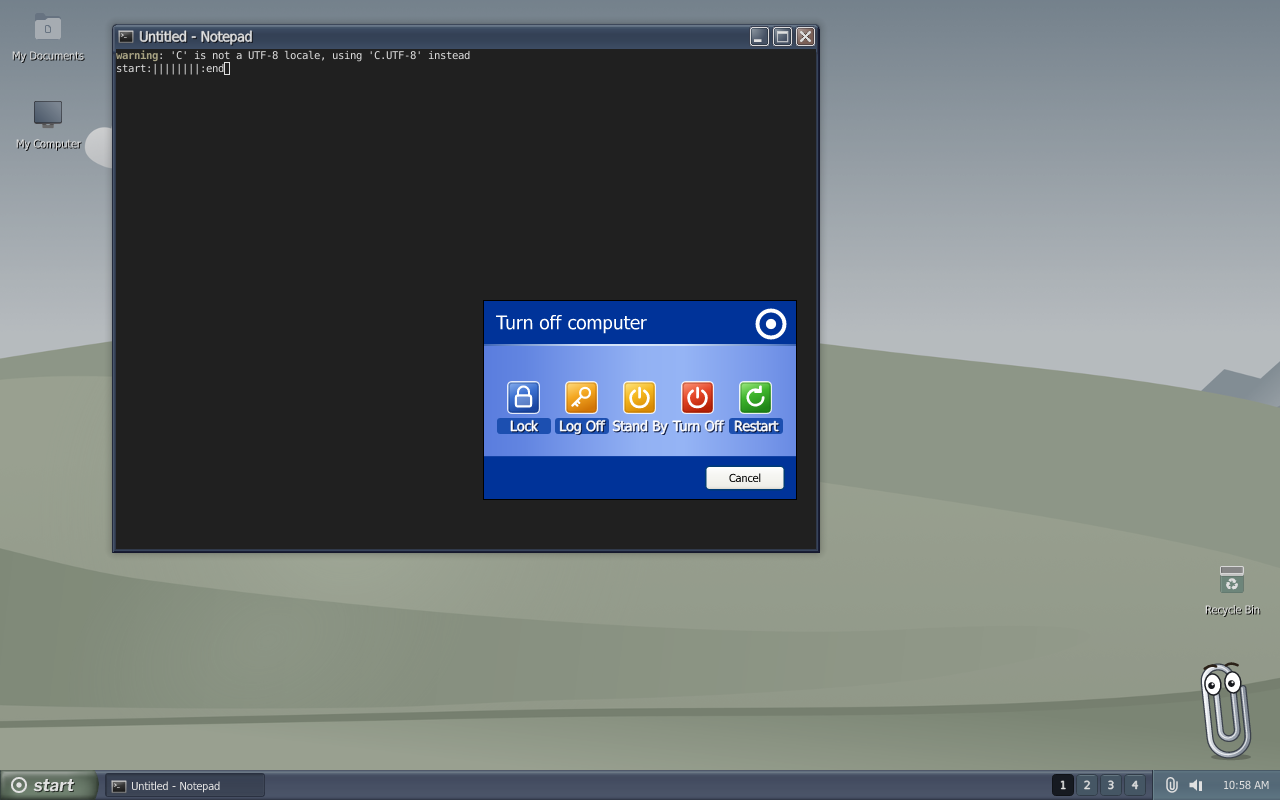 My Documents
My Computer
Untitled - Notepad
warning: 'C' is not a UTF-8 locale, using 'C.UTF-8' instead
start:||||||||:end
Turn off computer
Lock Log Off Stand By Turn Off Restart
Cancel
Recycle Bin
start Untitled - Notepad 1 2 3 4 10:58 AM